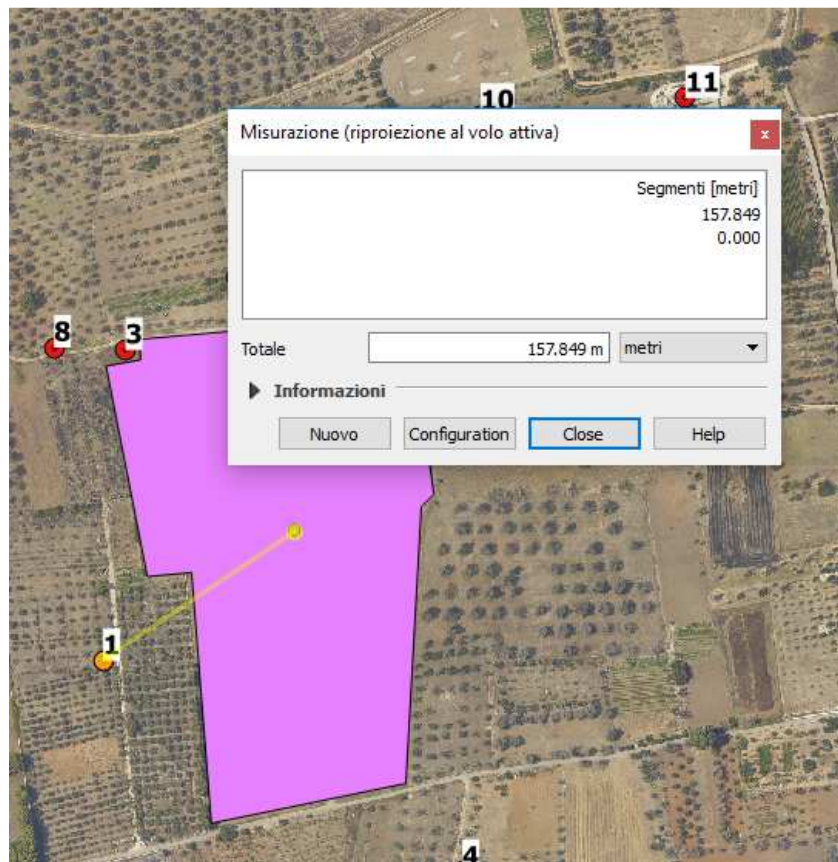 11
10
Misurazione (riproiezione al volo attiva)
x
Segmenti [metri]
157.849
0.000
8
3
Totale
157.849 m
metri
Informazioni
Nuovo
Configuration
Close
Help
1
4